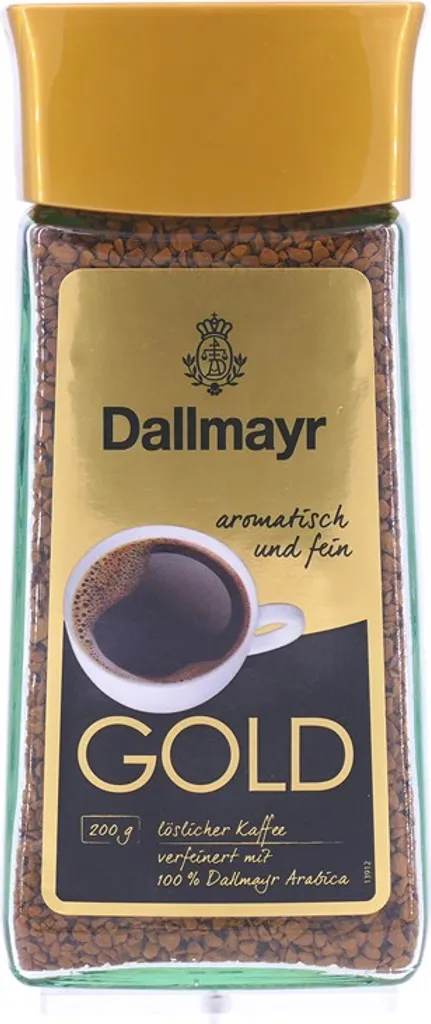 Dallmayr
aromatisch
und fein
GOLD
200 g löslicher Kaffee
verfeinert mit
100% Dallmayr Arabica
13912